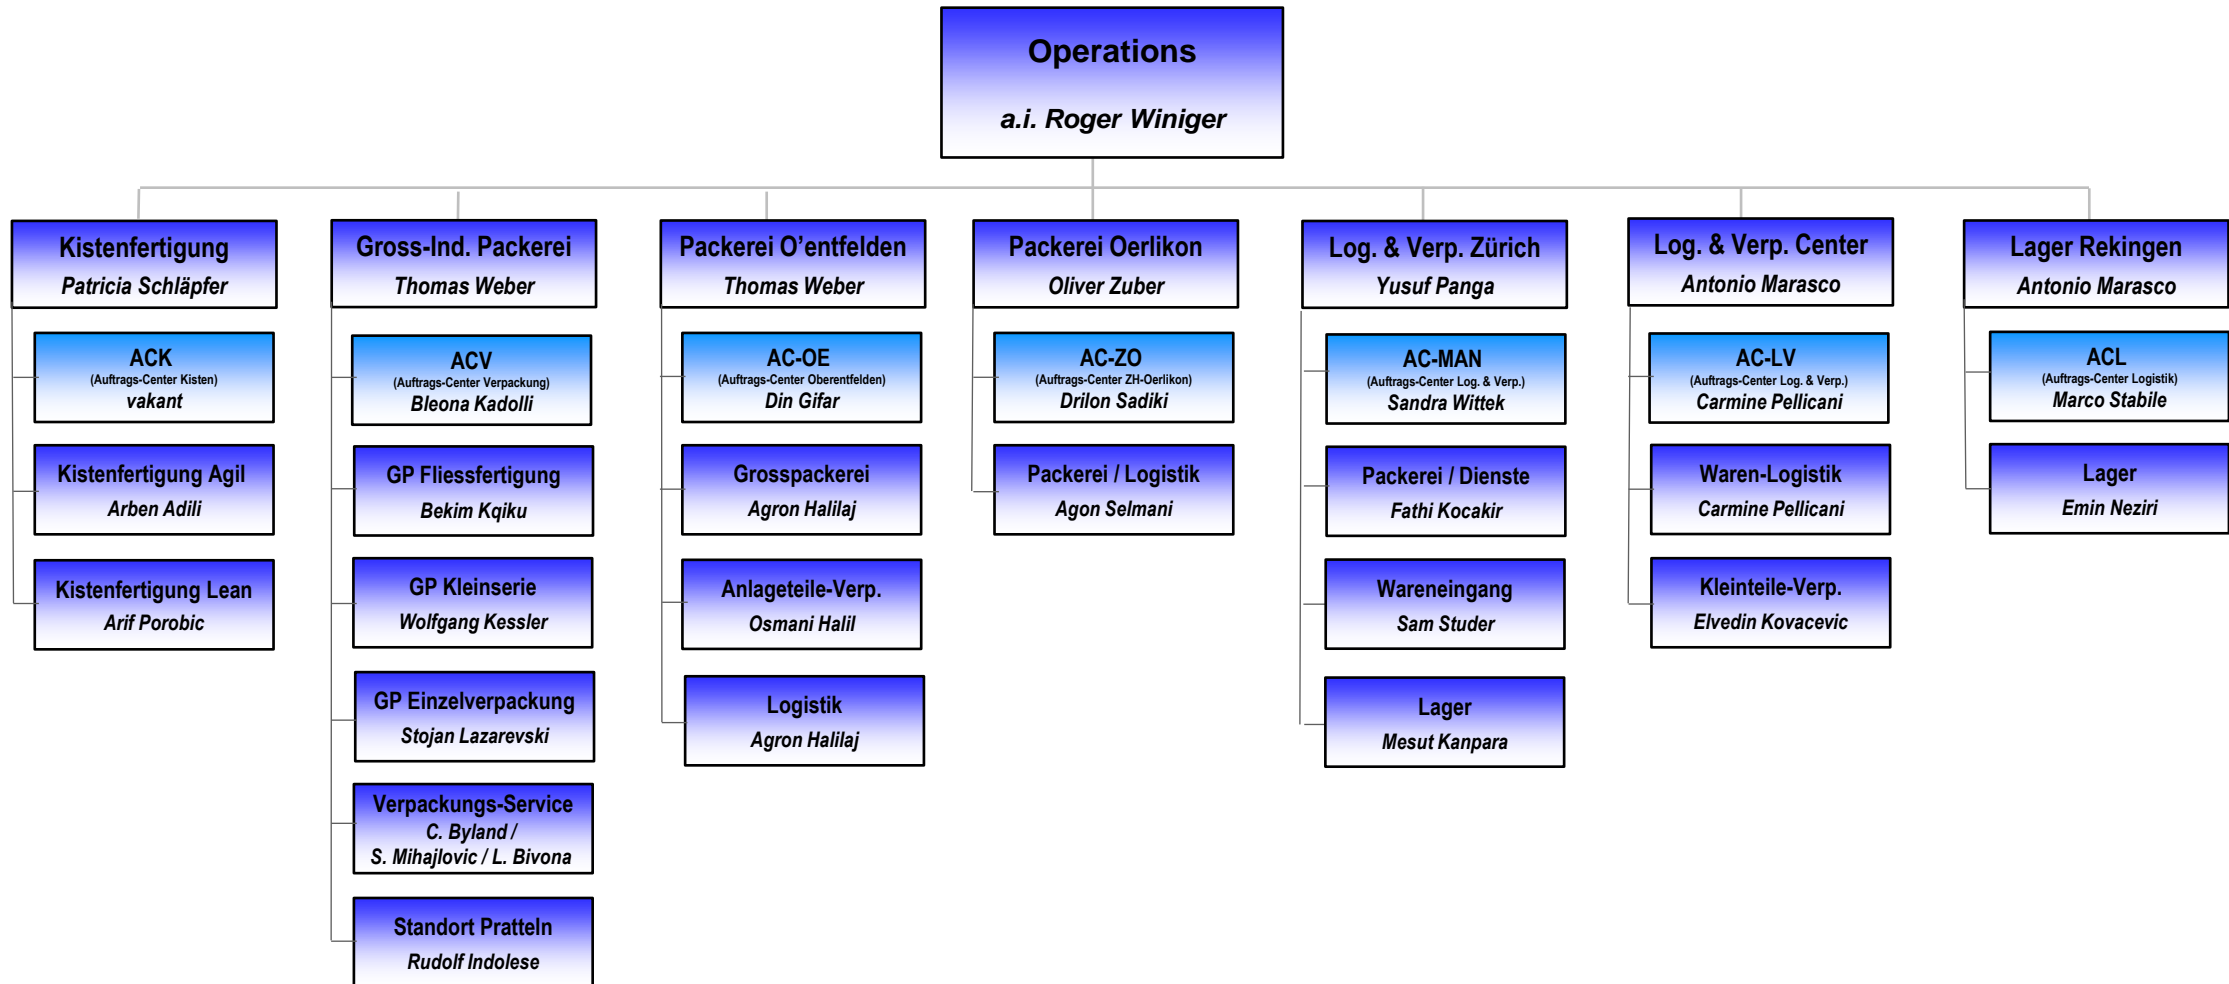 Operations
a.i. Roger Winiger
Kistenfertigung
Patricia Schläpfer
ACK
(Auftrags-Center Kisten)
vakant
Kistenfertigung Agil
Arben Adili
Kistenfertigung Lean
Arif Porobic
Gross-Ind. Packerei
Thomas Weber
ACV
(Auftrags-Center Verpackung)
Bleona Kadolli
GP Fliessfertigung
Bekim Kqiku
GP Kleinserie
Wolfgang Kessler
GP Einzelverpackung
Stojan Lazarevski
Verpackungs-Service
C. Byland /
S. Mihajlovic / L. Bivona
Standort Pratteln
Rudolf Indolese
Packerei O’entfelden
Thomas Weber
AC-OE
(Auftrags-Center Oberentfelden)
Din Gifar
Grosspackerei
Agron Halilaj
Anlageteile-Verp.
Osmani Halil
Logistik
Agron Halilaj
Packerei Oerlikon
Oliver Zuber
AC-ZO
(Auftrags-Center ZH-Oerlikon)
Drilon Sadiki
Packerei / Logistik
Agon Selmani
Log. & Verp. Zürich
Yusuf Panga
AC-MAN
(Auftrags-Center Log. & Verp.)
Sandra Wittek
Packerei / Dienste
Fathi Kocakir
Wareneingang
Sam Studer
Lager
Mesut Kanpara
Log. & Verp. Center
Antonio Marasco
AC-LV
(Auftrags-Center Log. & Verp.)
Carmine Pellicani
Waren-Logistik
Carmine Pellicani
Kleinteile-Verp.
Elvedin Kovacevic
Lager Rekingen
Antonio Marasco
ACL
(Auftrags-Center Logistik)
Marco Stabile
Lager
Emin Neziri